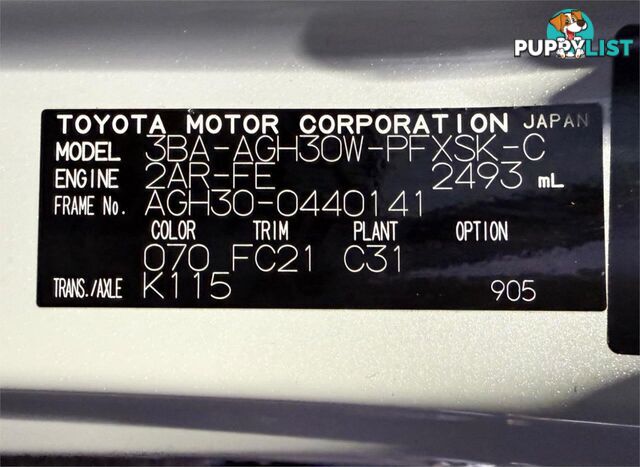 PUPPYLIST
TOYOTA MOTOR CORPORATION JAPAN
MODEL 3BA-AGH30W-PFXSK-C
ENGINE 2AR-FE 2493 mL
FRAME No. AGH30-0440141
COLOR TRIM PLANT OPTION
070 FC21 C31
TRANS./AXLE K115 905